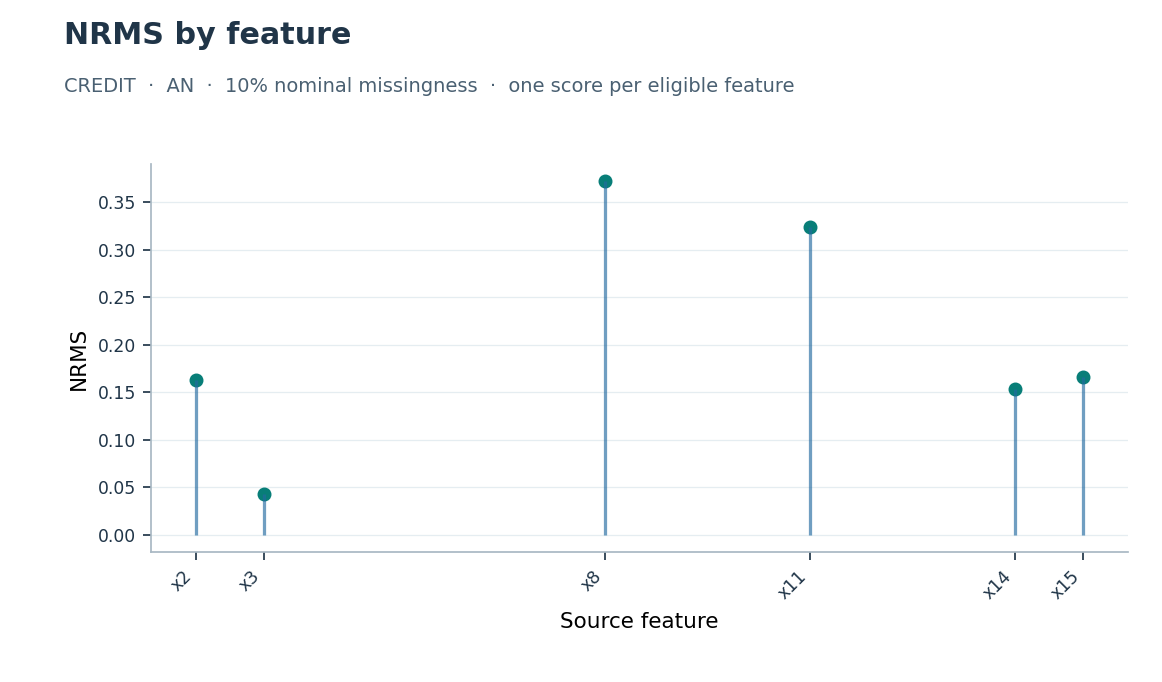 NRMS by feature
CREDIT · AN · 10% nominal missingness · one score per eligible feature
0.35
0.30
0.25
0.20
0.15
0.10
0.05
0.00
NRMS
x2 x3 x8 x11 x14 x15
Source feature